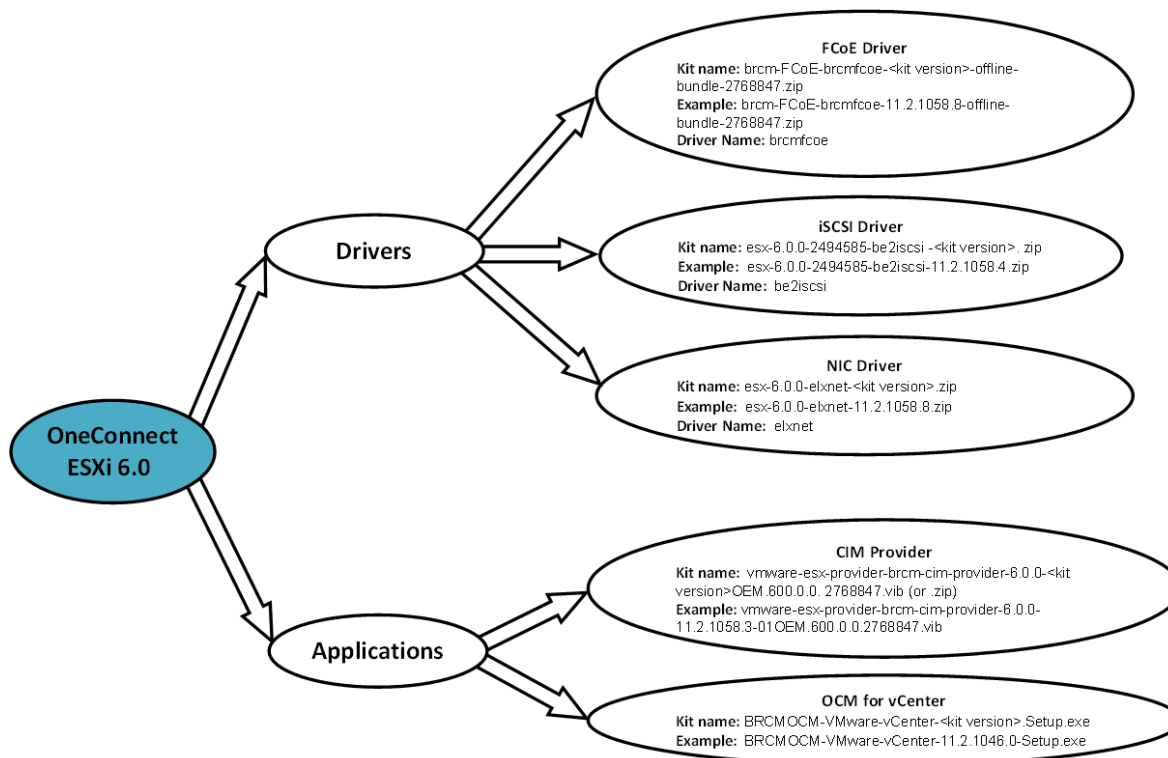 FCoE Driver
Kit name: brcm-FCoE-brcmfcoe-<kit version>-offline-
bundle-2768847.zip
Example: brcm-FCoE-brcmfcoe-11.2.1058.8-offline-
bundle-2768847.zip
Driver Name: brcmfcoe
Drivers
iSCSI Driver
Kit name: esx-6.0.0-2494585-be2iscsi -<kit version>. zip
Example: esx-6.0.0-2494585-be2iscsi-11.2.1058.4.zip
Driver Name: be2iscsi
NIC Driver
Kit name: esx-6.0.0-elxnet-<kit version>.zip
Example: esx-6.0.0-elxnet-11.2.1058.8.zip
Driver Name: elxnet
OneConnect
ESXi 6.0
CIM Provider
Kit name: vmware-esx-provider-brcm-cim-provider-6.0.0-<kit
version>OEM.600.0.0. 2768847.vib (or .zip)
Example: vmware-esx-provider-brcm-cim-provider-6.0.0-
11.2.1058.3-01OEM.600.0.0.2768847.vib
Applications
OCM for vCenter
Kit name: BRCMOCM-VMware-vCenter-<kit version>.Setup.exe
Example: BRCMOCM-VMware-vCenter-11.2.1046.0-Setup.exe